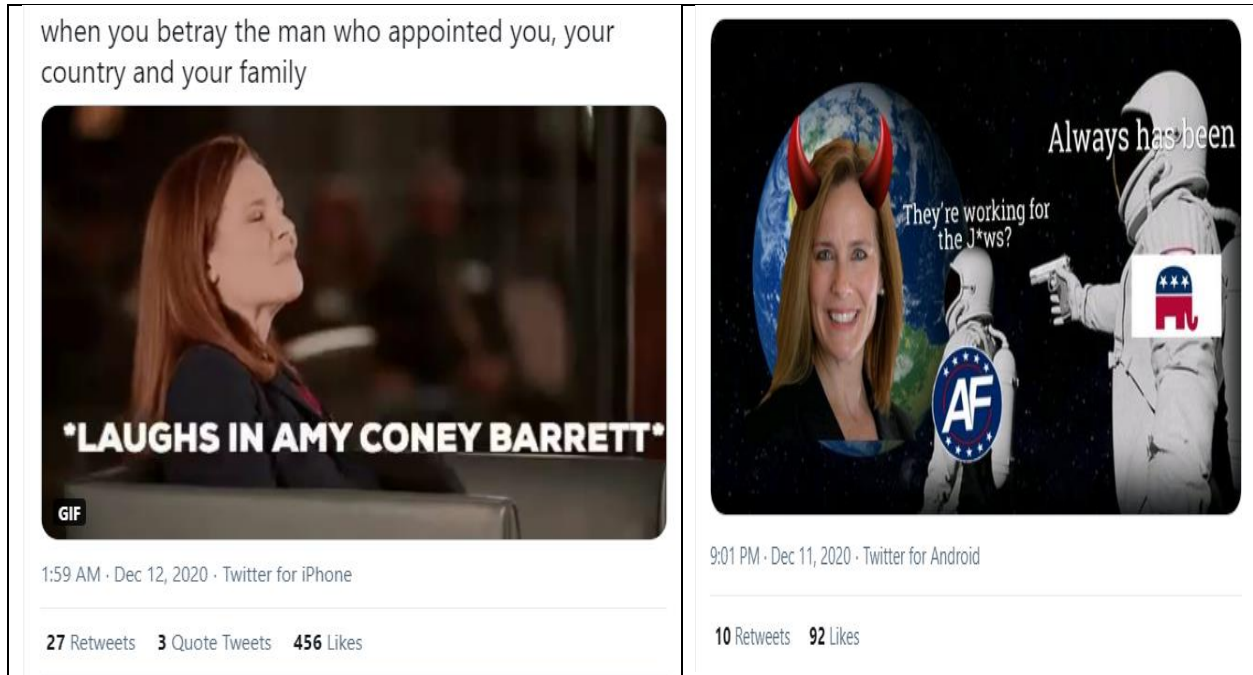 when you betray the man who appointed you, your
country and your family
*LAUGHS IN AMY CONEY BARRETT*
GIF
1:59 AM · Dec 12, 2020 · Twitter for iPhone
27 Retweets 3 Quote Tweets 456 Likes
Always has been
They're working for
the J*ws?
AF
9:01 PM · Dec 11, 2020 · Twitter for Android
10 Retweets 92 Likes